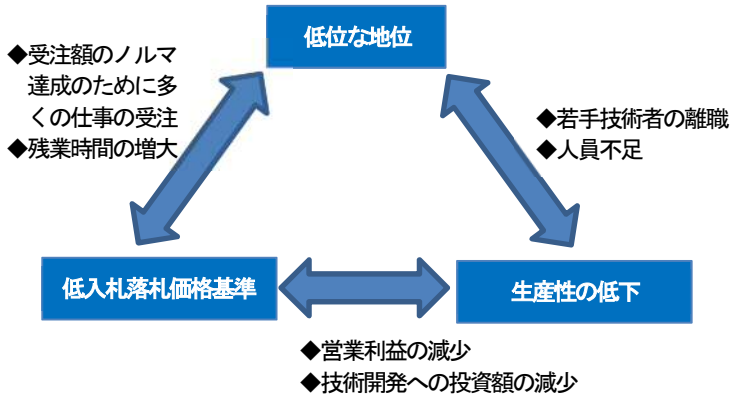 低位な地位
◆受注額のノルマ
達成のために多
くの仕事の受注
◆残業時間の増大
◆若手技術者の離職
◆人員不足
低入札落札価格基準
生産性の低下
◆営業利益の減少
◆技術開発への投資額の減少